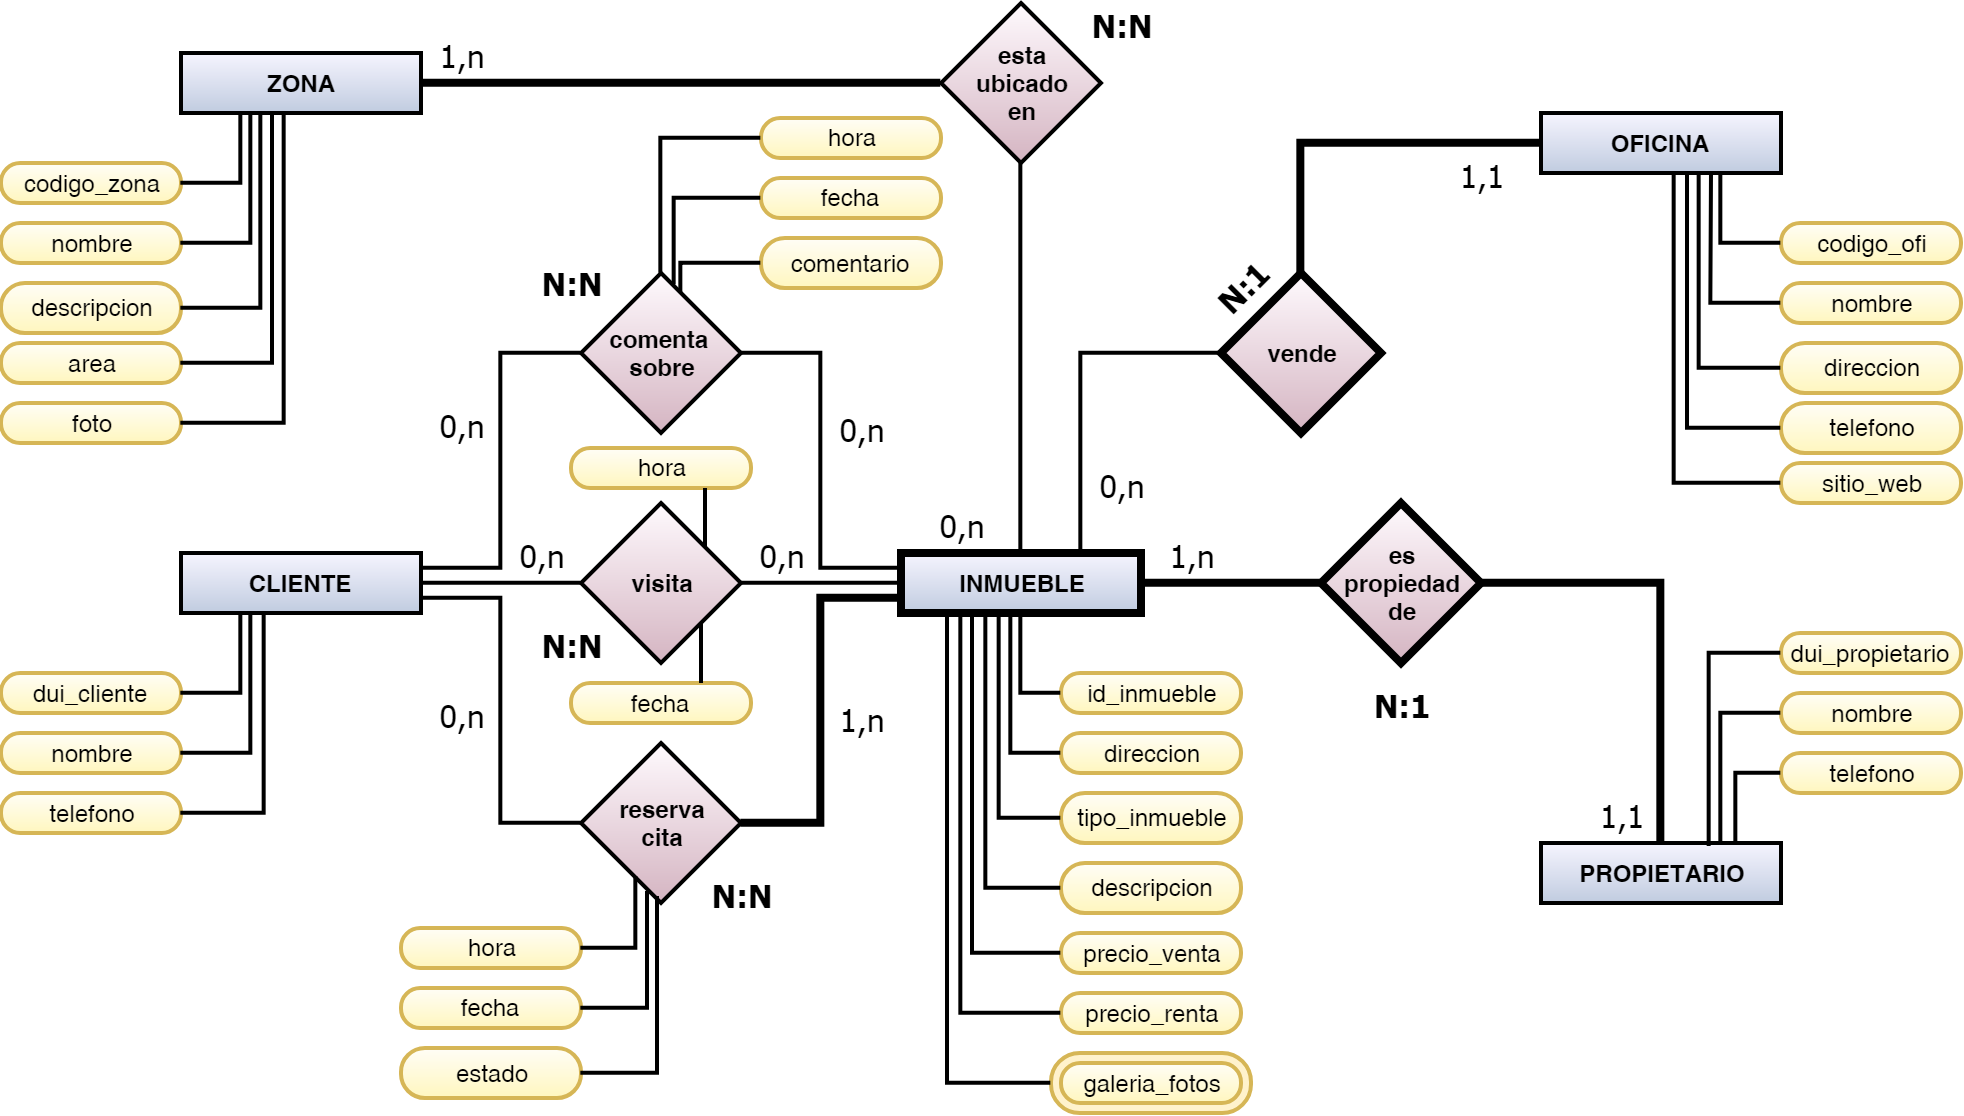 N:N
1,n
esta
ubicado
en
ZONA
hora
OFICINA
1,1
codigo_zona
fecha
nombre
codigo_ofi
comentario
N:N
N:1
descripcion
nombre
comenta
sobre
vende
area
direccion
foto
0,n
0,n
telefono
hora
0,n
sitio_web
0,n
0,n
0,n
1,n
es
propiedad
de
CLIENTE
visita
INMUEBLE
N:N
dui_propietario
dui_cliente
fecha
id_inmueble
N:1
nombre
0,n
1,n
nombre
direccion
telefono
telefono
reserva
cita
tipo_inmueble
1,1
PROPIETARIO
N:N
descripcion
hora
precio_venta
fecha
precio_renta
estado
galeria_fotos